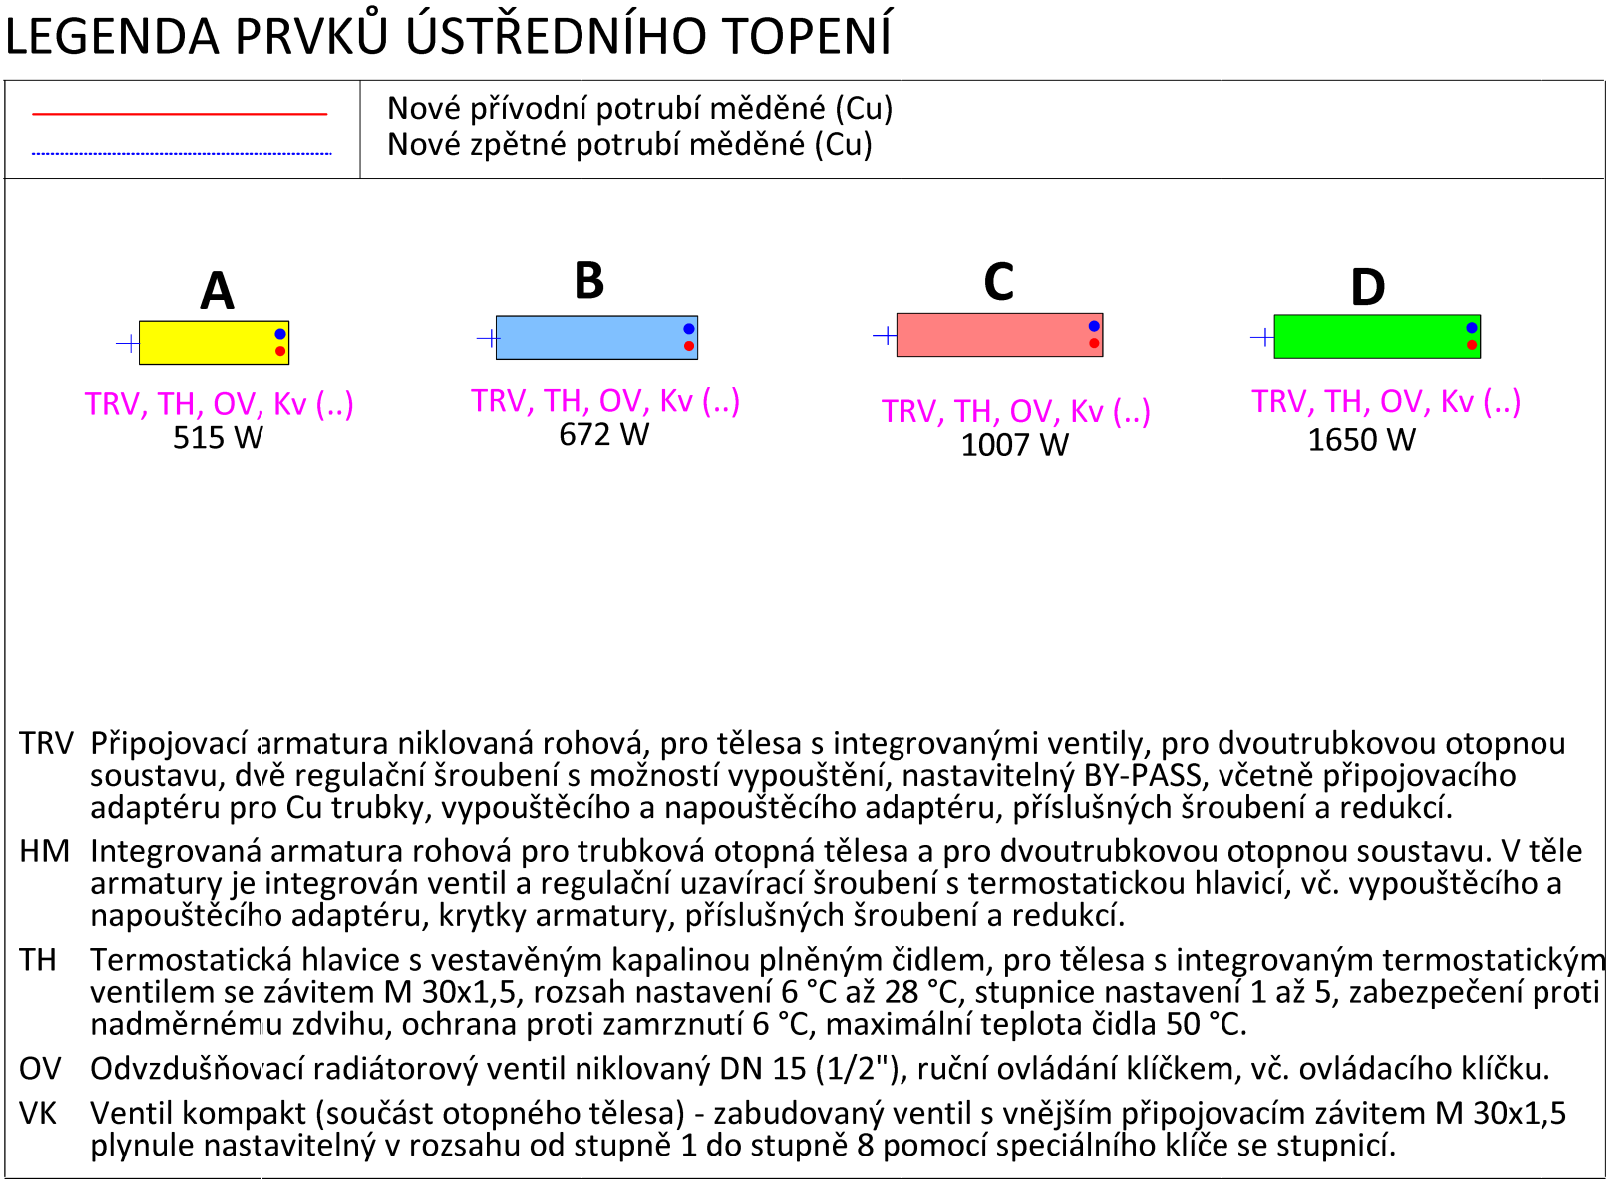 LEGENDA PRVKŮ ÚSTŘEDNÍHO TOPENÍ
Nové přívodní potrubí měděné (Cu)
Nové zpětné potrubí měděné (Cu)
A
TRV, TH, OV, Kv (..)
515 W
B
TRV, TH, OV, Kv (..)
672 W
C
TRV, TH, OV, Kv (..)
1007 W
D
TRV, TH, OV, Kv (..)
1650 W
TRV Připojovací armatura niklovaná rohová, pro tělesa s integrovanými ventily, pro dvoutrubkovou otopnou
soustavu, dvě regulační šroubení s možností vypouštění, nastavitelný BY-PASS, včetně připojovacího
adaptéru pro Cu trubky, vypouštěcího a napouštěcího adaptéru, příslušných šroubení a redukcí.
HM Integrovaná armatura rohová pro trubková otopná tělesa a pro dvoutrubkovou otopnou soustavu. V těle
armatury je integrován ventil a regulační uzavírací šroubení s termostatickou hlavicí, vč. vypouštěcího a
napouštěcího adaptéru, krytky armatury, příslušných šroubení a redukcí.
TH Termostatická hlavice s vestavěným kapalinou plněným čidlem, pro tělesa s integrovaným termostatickým
ventilem se závitem M 30x1,5, rozsah nastavení 6 °C až 28 °C, stupnice nastavení 1 až 5, zabezpečení proti
nadměrnému zdvihu, ochrana proti zamrznutí 6 °C, maximální teplota čidla 50 °C.
OV Odvzdušňovací radiátorový ventil niklovaný DN 15 (1/2"), ruční ovládání klíčkem, vč. ovládacího klíčku.
VK Ventil kompakt (součást otopného tělesa) - zabudovaný ventil s vnějším připojovacím závitem M 30x1,5
plynule nastavitelný v rozsahu od stupně 1 do stupně 8 pomocí speciálního klíče se stupnicí.